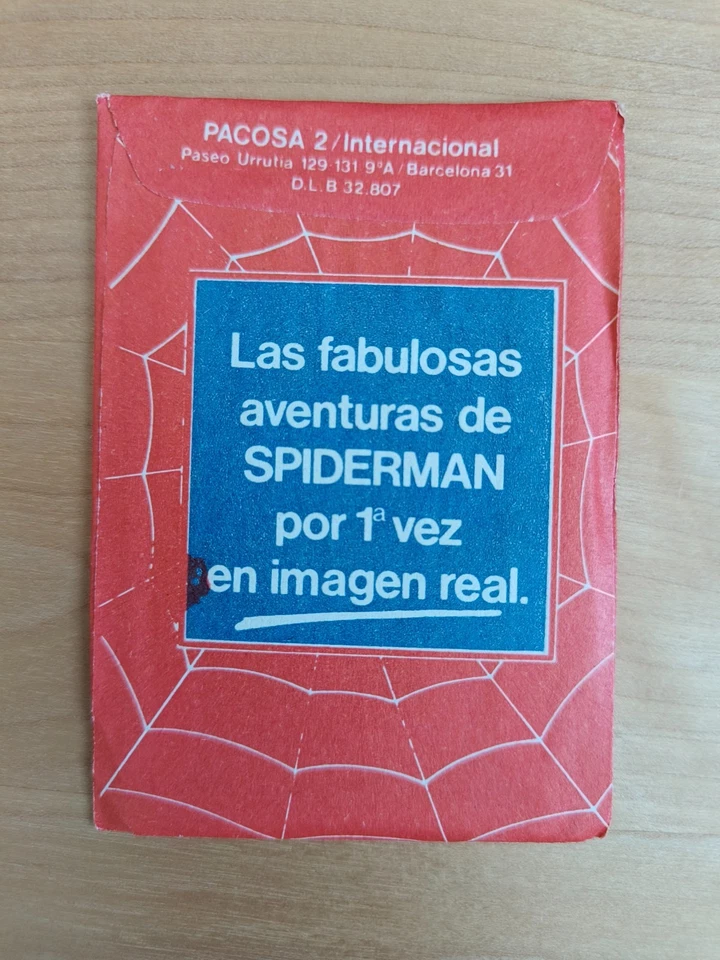 PACOSA 2/Internacional
Paseo Urrutia 129-131 9ºA/Barcelona 31
D.L.B 32.807
Las fabulosas
aventuras de
SPIDERMAN
por 1ª vez
en imagen real.